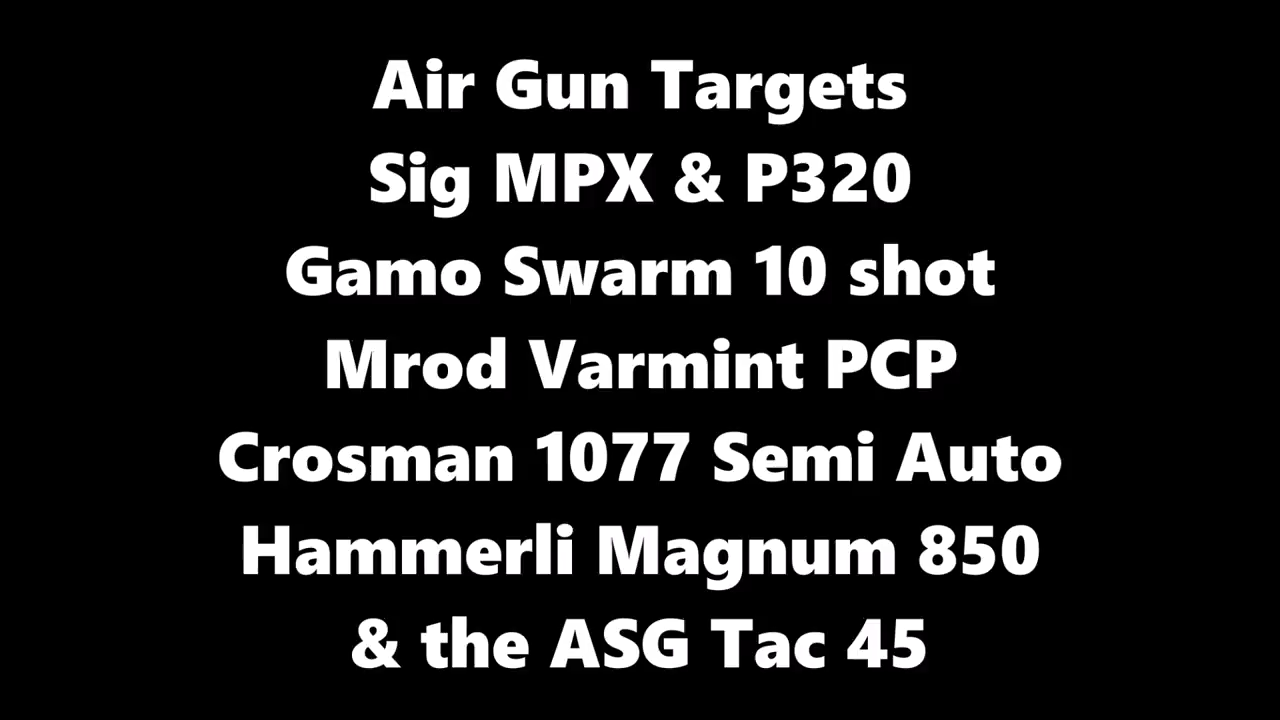 Air Gun Targets
Sig MPX & P320
Gamo Swarm 10 shot
Mrod Varmint PCP
Crosman 1077 Semi Auto
Hammerli Magnum 850
& the ASG Tac 45